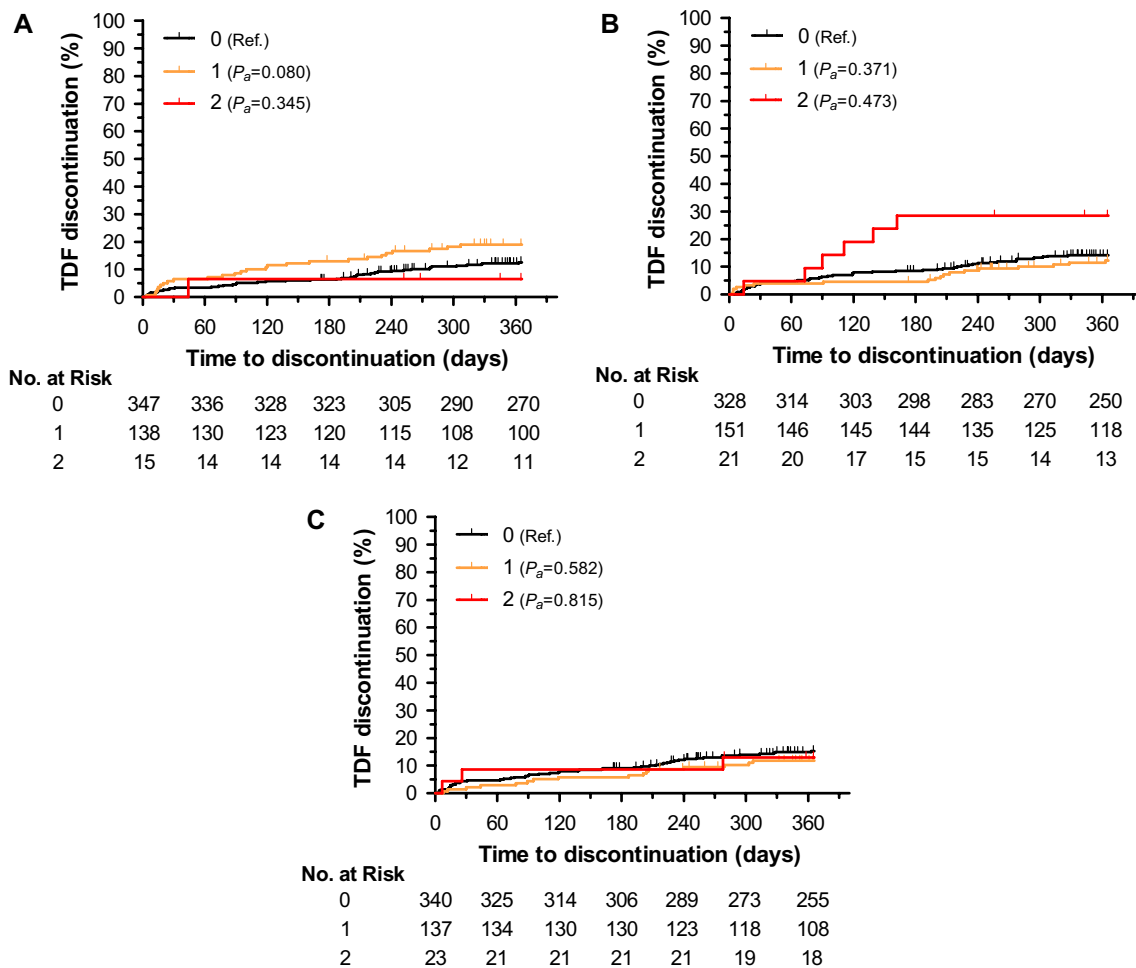 A
0 (Ref.)
1 (Pa=0.080)
2 (Pa=0.345)
TDF discontinuation (%)
100
90
80
70
60
50
40
30
20
10
0
0 60 120 180 240 300 360
Time to discontinuation (days)
No. at Risk
0 347 336 328 323 305 290 270
1 138 130 123 120 115 108 100
2 15 14 14 14 14 12 11
B
0 (Ref.)
1 (Pa=0.371)
2 (Pa=0.473)
TDF discontinuation (%)
100
90
80
70
60
50
40
30
20
10
0
0 60 120 180 240 300 360
Time to discontinuation (days)
No. at Risk
0 328 314 303 298 283 270 250
1 151 146 145 144 135 125 118
2 21 20 17 15 15 14 13
C
0 (Ref.)
1 (Pa=0.582)
2 (Pa=0.815)
TDF discontinuation (%)
100
90
80
70
60
50
40
30
20
10
0
0 60 120 180 240 300 360
Time to discontinuation (days)
No. at Risk
0 340 325 314 306 289 273 255
1 137 134 130 130 123 118 108
2 23 21 21 21 21 19 18